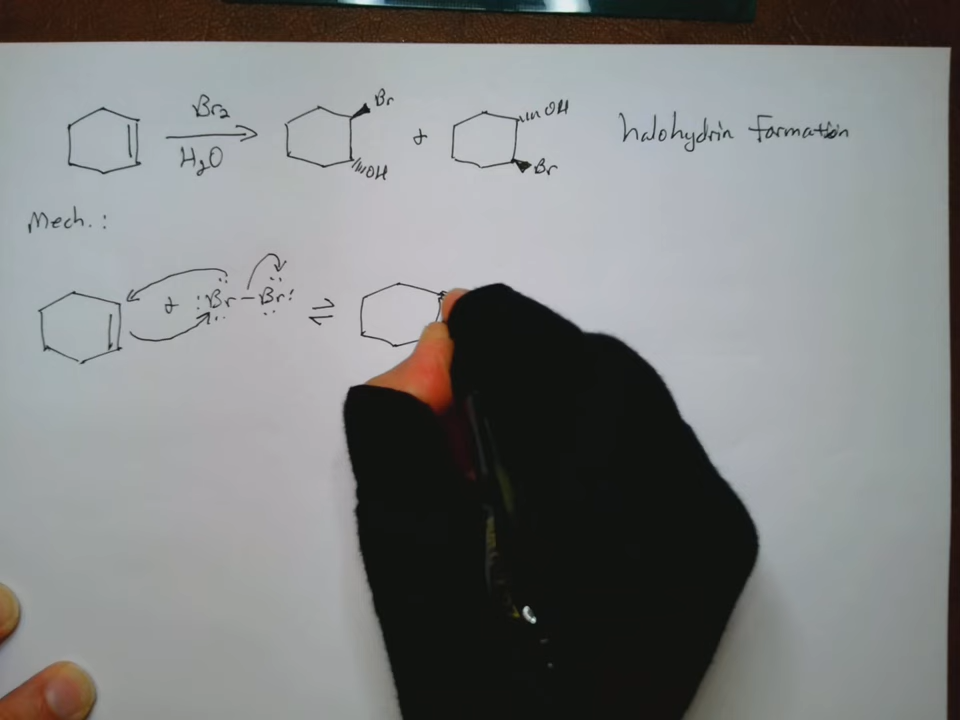 Br₂
H₂O
Br
OH
+
OH
Br
halohydrin formation
Mech.:
+ :Br-Br: ⇌